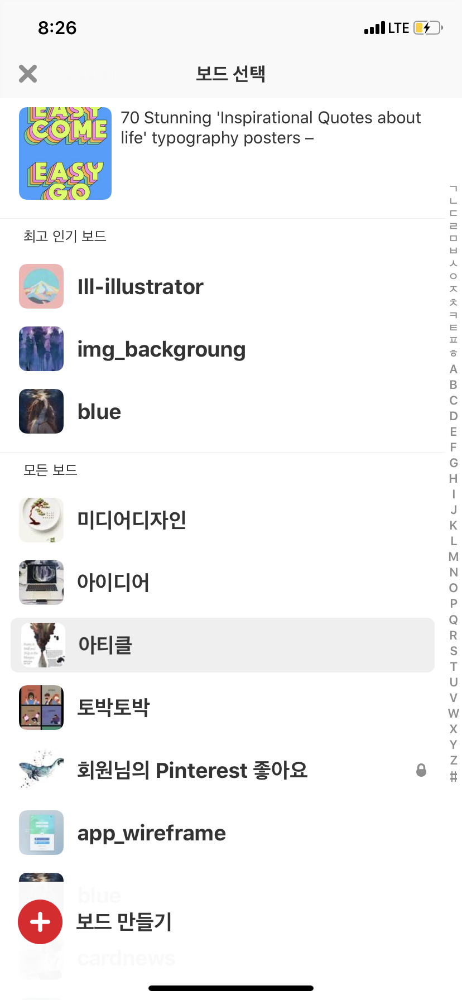 8:26
LTE
보드 선택
EASY
COME
EASY
GO
70 Stunning 'Inspirational Quotes about
life' typography posters –
최고 인기 보드
Ill-illustrator
img_backgroung
blue
모든 보드
미디어디자인
아이디어
아티클
토박토박
회원님의 Pinterest 좋아요
app_wireframe
blue
보드 만들기
cardnews
ㄱ
ㄴ
ㄷ
ㄹ
ㅁ
ㅂ
ㅅ
ㅇ
ㅈ
ㅊ
ㅋ
ㅌ
ㅍ
ㅎ
A
B
C
D
E
F
G
H
I
J
K
L
M
N
O
P
Q
R
S
T
U
V
W
X
Y
Z
#